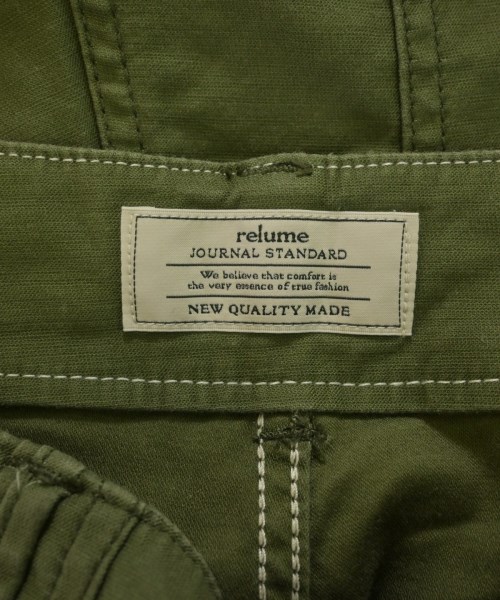 relume
JOURNAL STANDARD
We believe that comfort is
the very essence of true fashion
NEW QUALITY MADE